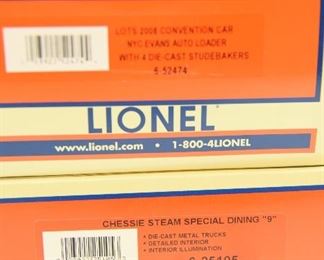 LOTS 2008 CONVENTION CAR
NYC EVANS AUTO LOADER
WITH 4 DIE-CAST STUDEBAKERS
6-52474
LIONEL
www.lionel.com • 1-800-4LIONEL
CHESSIE STEAM SPECIAL DINING "9"
• DIE-CAST METAL TRUCKS
• DETAILED INTERIOR
• INTERIOR ILLUMINATION